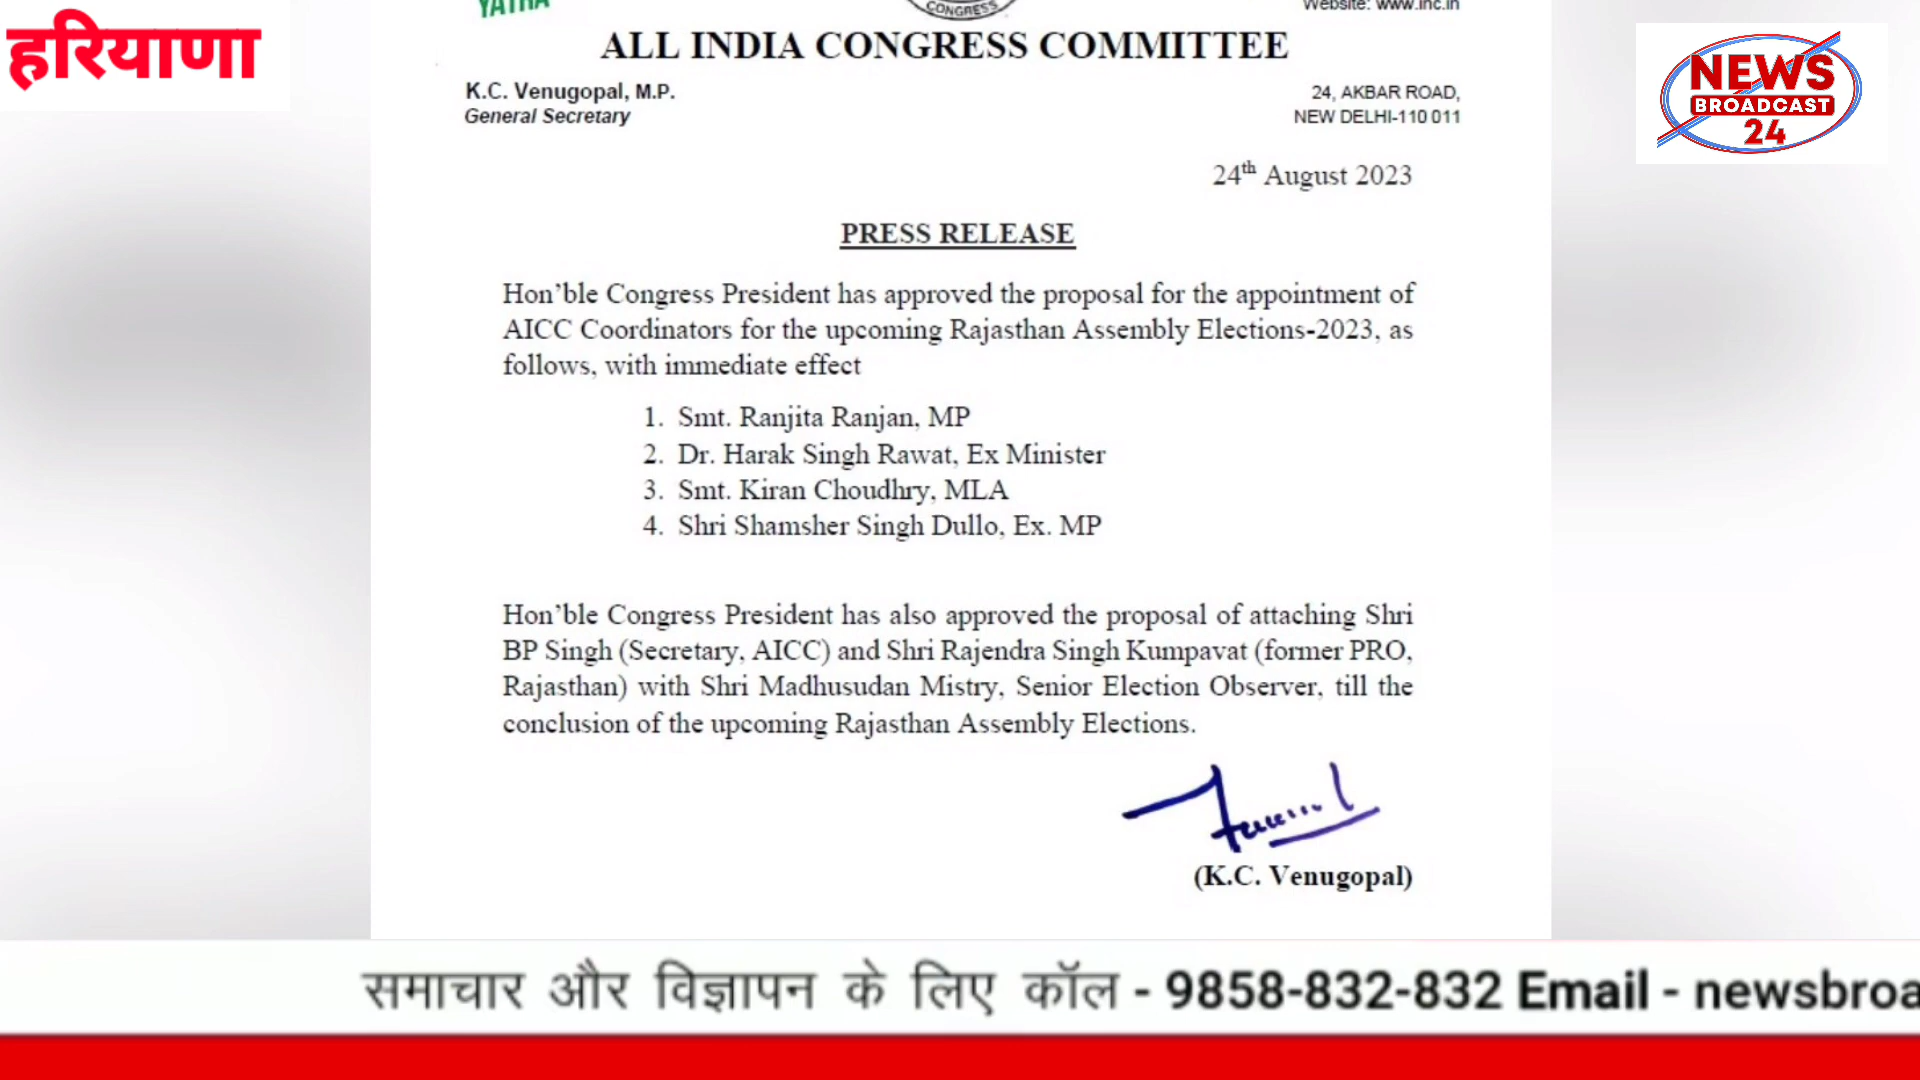 YATRA
CONGRESS
Website: www.inc.in
हरियाणा
NEWS
BROADCAST
24
ALL INDIA CONGRESS COMMITTEE
K.C. Venugopal, M.P.
General Secretary
24, AKBAR ROAD,
NEW DELHI-110 011
24th August 2023
PRESS RELEASE
Hon’ble Congress President has approved the proposal for the appointment of
AICC Coordinators for the upcoming Rajasthan Assembly Elections-2023, as
follows, with immediate effect
1. Smt. Ranjita Ranjan, MP
2. Dr. Harak Singh Rawat, Ex Minister
3. Smt. Kiran Choudhry, MLA
4. Shri Shamsher Singh Dullo, Ex. MP
Hon’ble Congress President has also approved the proposal of attaching Shri
BP Singh (Secretary, AICC) and Shri Rajendra Singh Kumpavat (former PRO,
Rajasthan) with Shri Madhusudan Mistry, Senior Election Observer, till the
conclusion of the upcoming Rajasthan Assembly Elections.
(K.C. Venugopal)
समाचार और विज्ञापन के लिए कॉल - 9858-832-832 Email - newsbroa